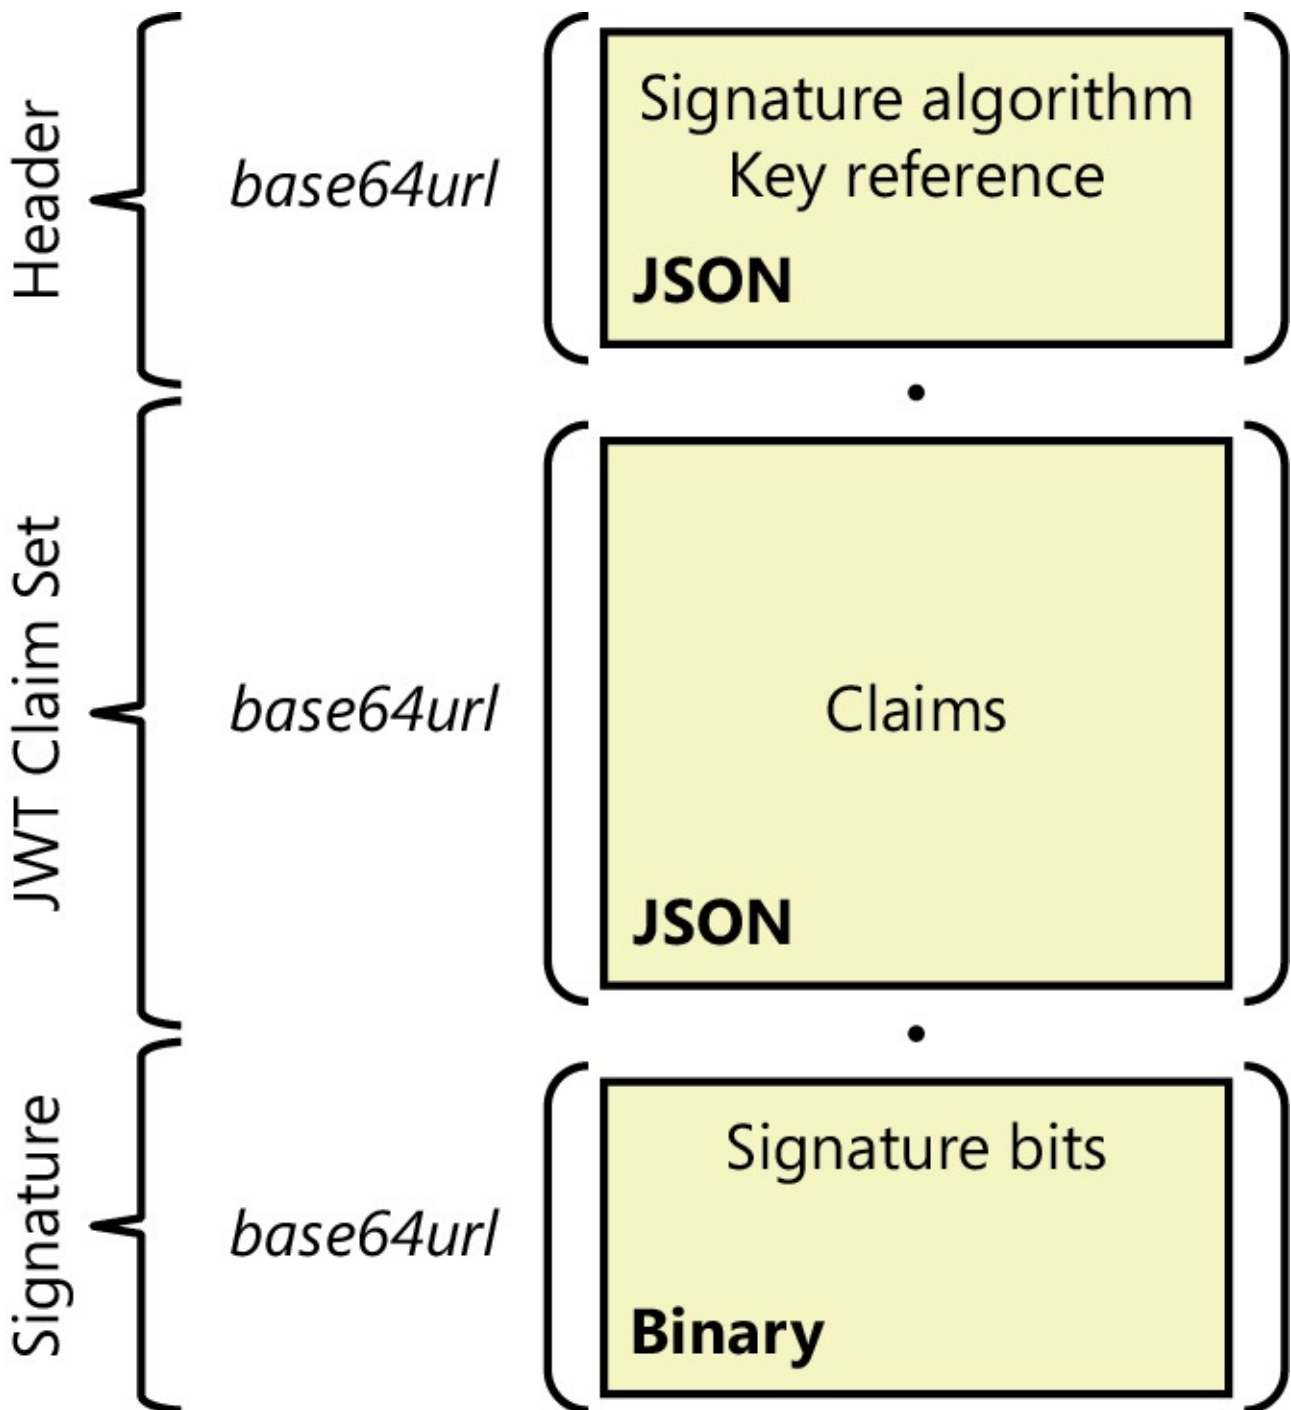 Header
base64url
Signature algorithm
Key reference
JSON
•
JWT Claim Set
base64url
Claims
JSON
•
Signature
base64url
Signature bits
Binary